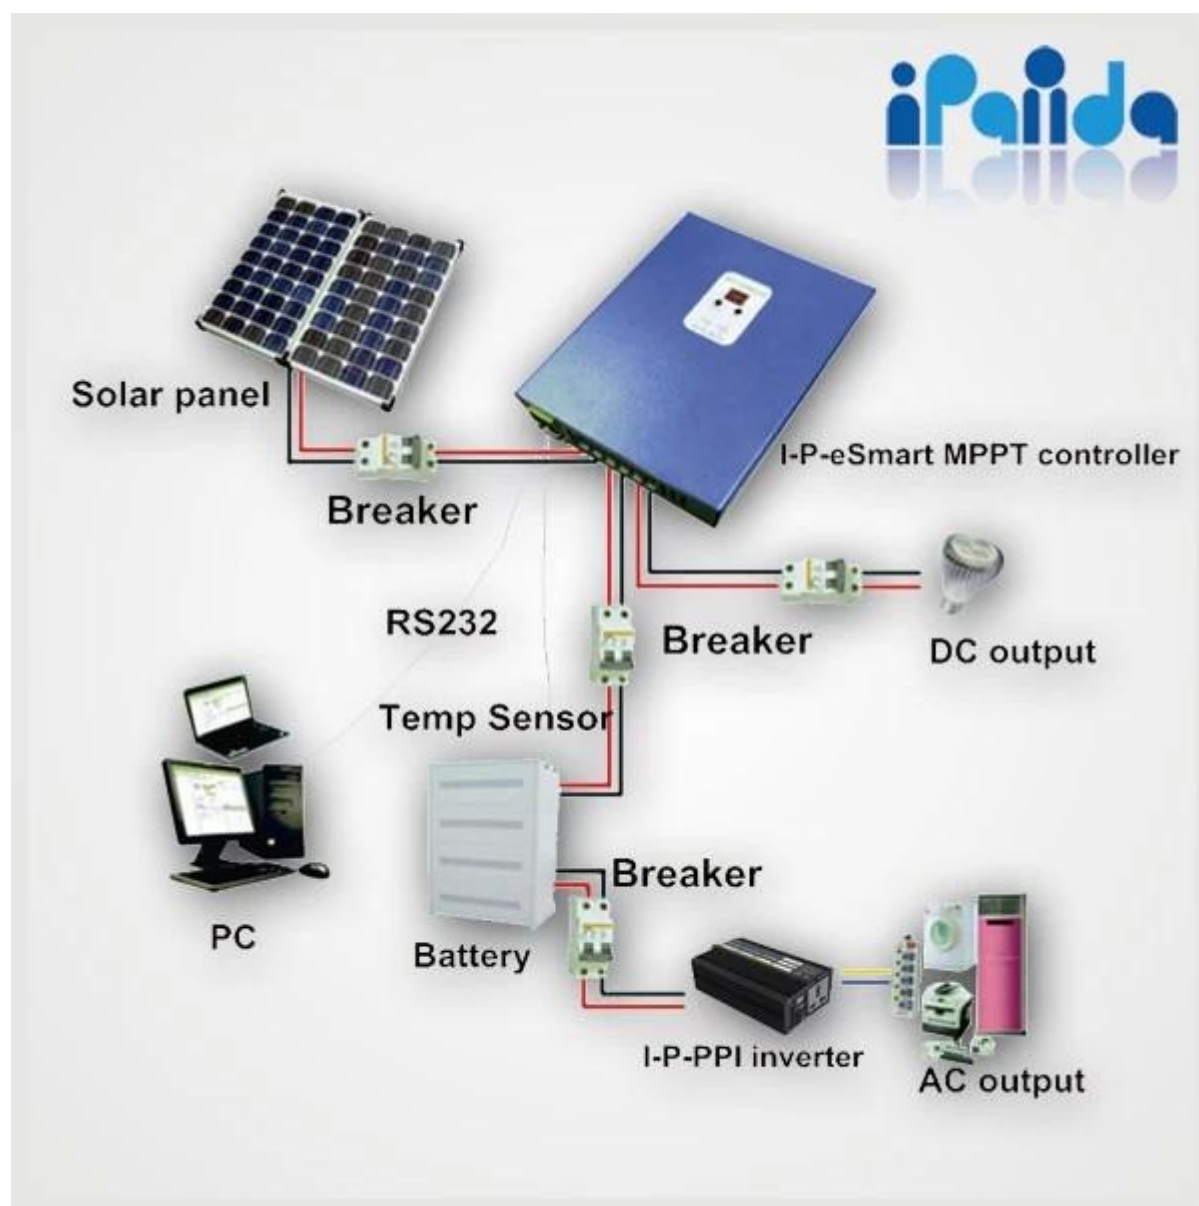 iPaiida
Solar panel
I-P-eSmart MPPT controller
Breaker
RS232
Breaker
DC output
Temp Sensor
Breaker
PC
Battery
I-P-PPI inverter
AC output